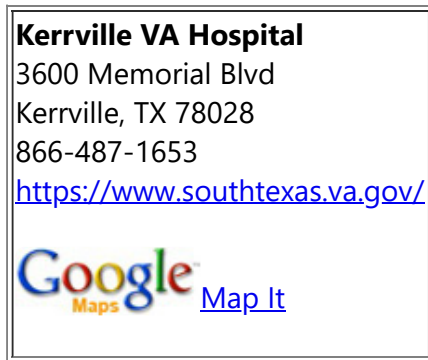 Kerrville VA Hospital
3600 Memorial Blvd
Kerrville, TX 78028
866-487-1653
https://www.southtexas.va.gov/
Google Maps Map It